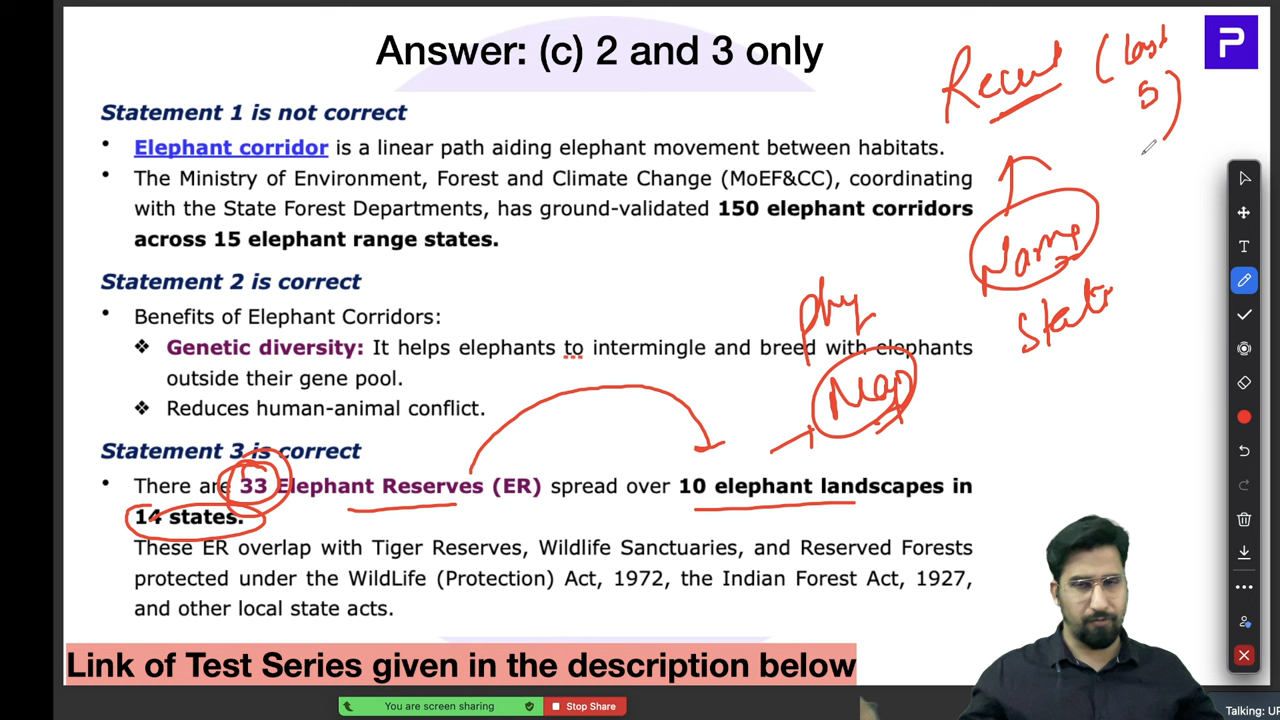 Answer: (c) 2 and 3 only
P
Recent (last
5)
Statement 1 is not correct
• Elephant corridor is a linear path aiding elephant movement between habitats.
• The Ministry of Environment, Forest and Climate Change (MoEF&CC), coordinating
with the State Forest Departments, has ground-validated 150 elephant corridors
across 15 elephant range states.
Name
State
Statement 2 is correct
• Benefits of Elephant Corridors:
phy
❖ Genetic diversity: It helps elephants to intermingle and breed with elephants
outside their gene pool.
Map
❖ Reduces human-animal conflict.
Statement 3 is correct
• There are 33 Elephant Reserves (ER) spread over 10 elephant landscapes in
14 states.
These ER overlap with Tiger Reserves, Wildlife Sanctuaries, and Reserved Forests
protected under the WildLife (Protection) Act, 1972, the Indian Forest Act, 1927,
and other local state acts.
Link of Test Series given in the description below
You are screen sharing
Stop Share
Talking: UP
T